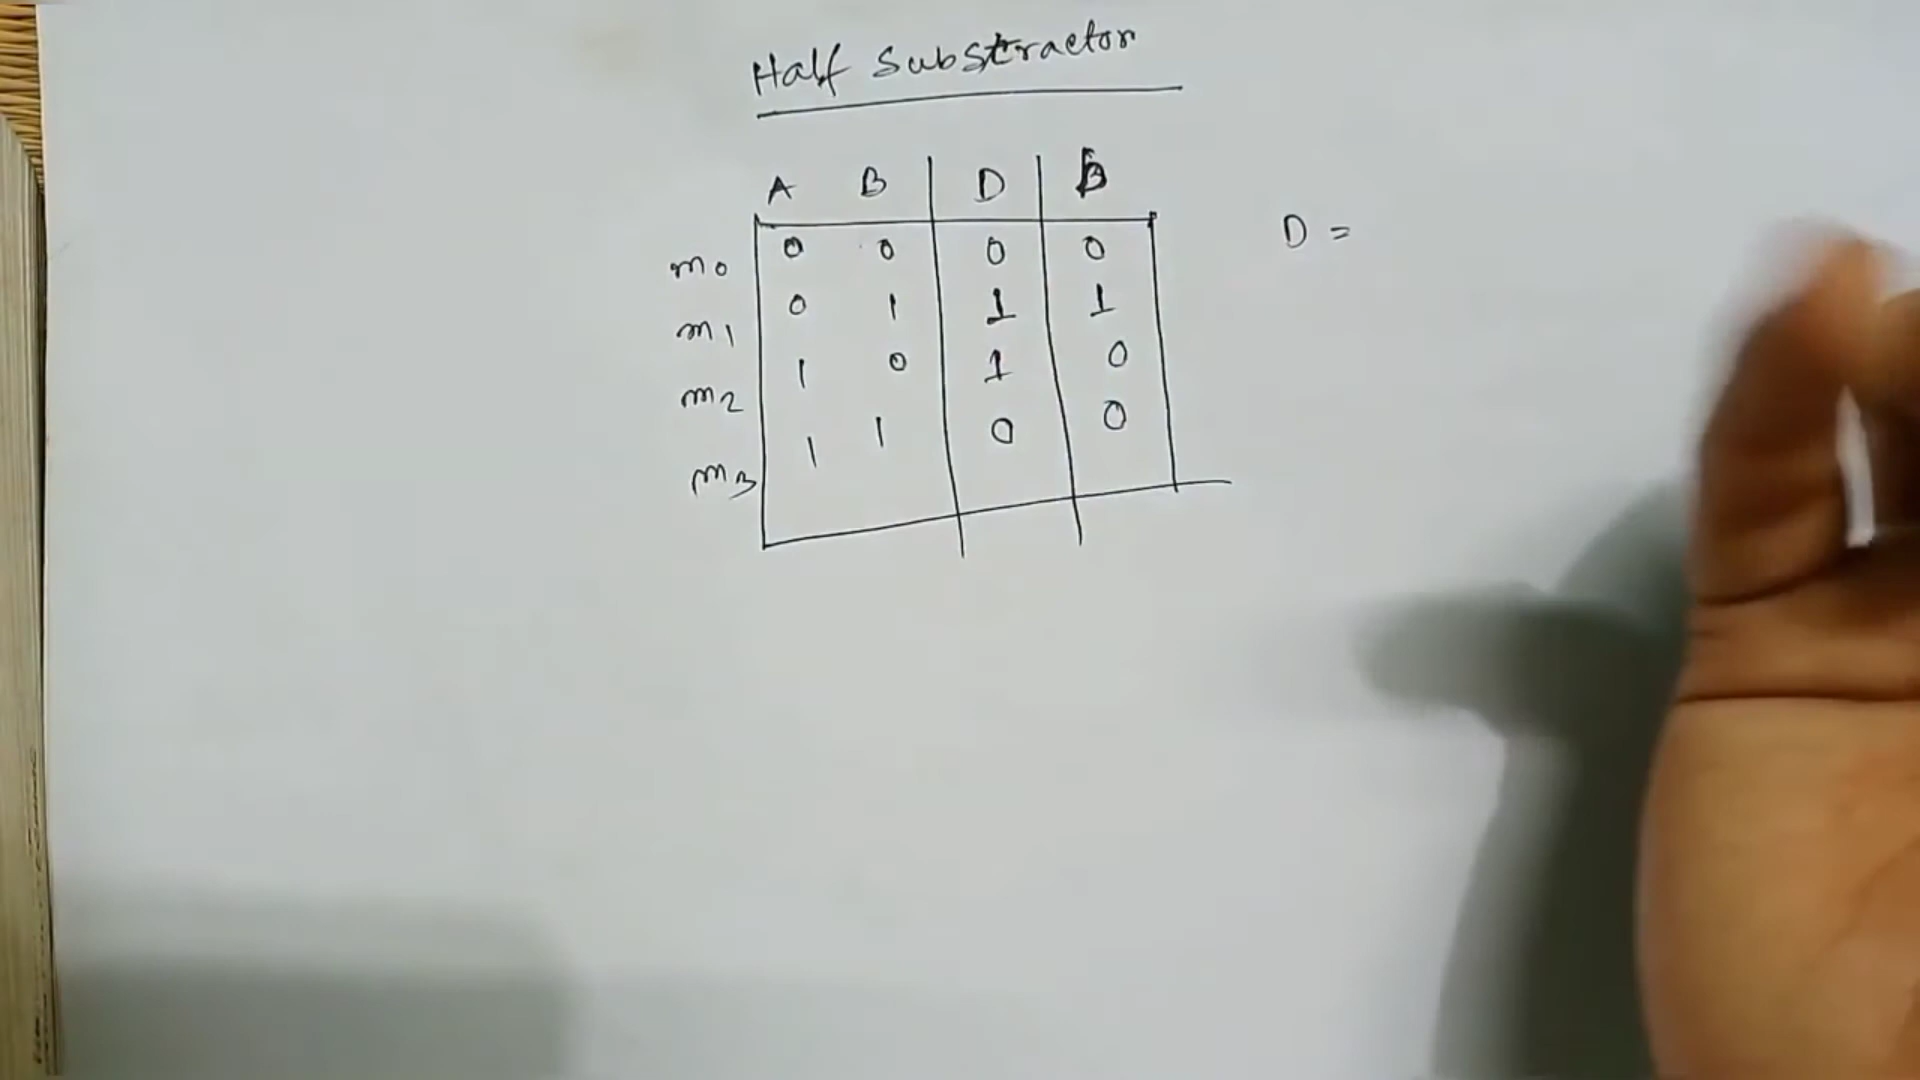 Half Substractor
A B D B
m0 0 0 0 0
m1 0 1 1 1
m2 1 0 1 0
m3 1 1 0 0
D =